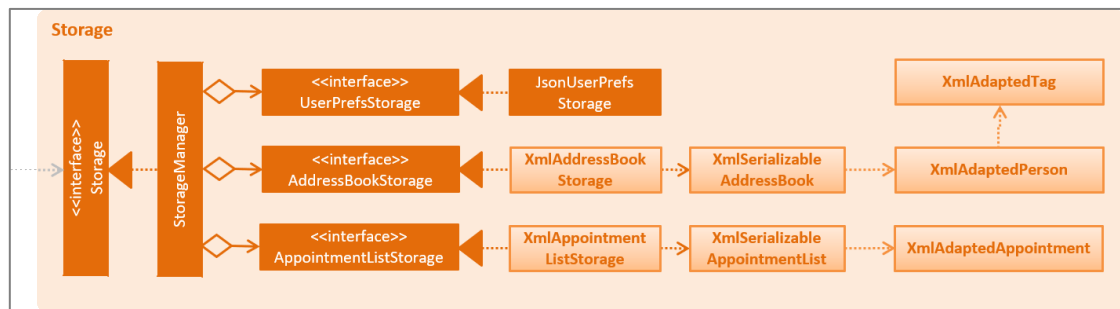 Storage
<<interface>>
Storage
StorageManager
<<interface>>
UserPrefsStorage
JsonUserPrefs
Storage
XmlAdaptedTag
<<interface>>
AddressBookStorage
XmlAddressBook
Storage
XmlSerializable
AddressBook
XmlAdaptedPerson
<<interface>>
AppointmentListStorage
XmlAppointment
ListStorage
XmlSerializable
AppointmentList
XmlAdaptedAppointment